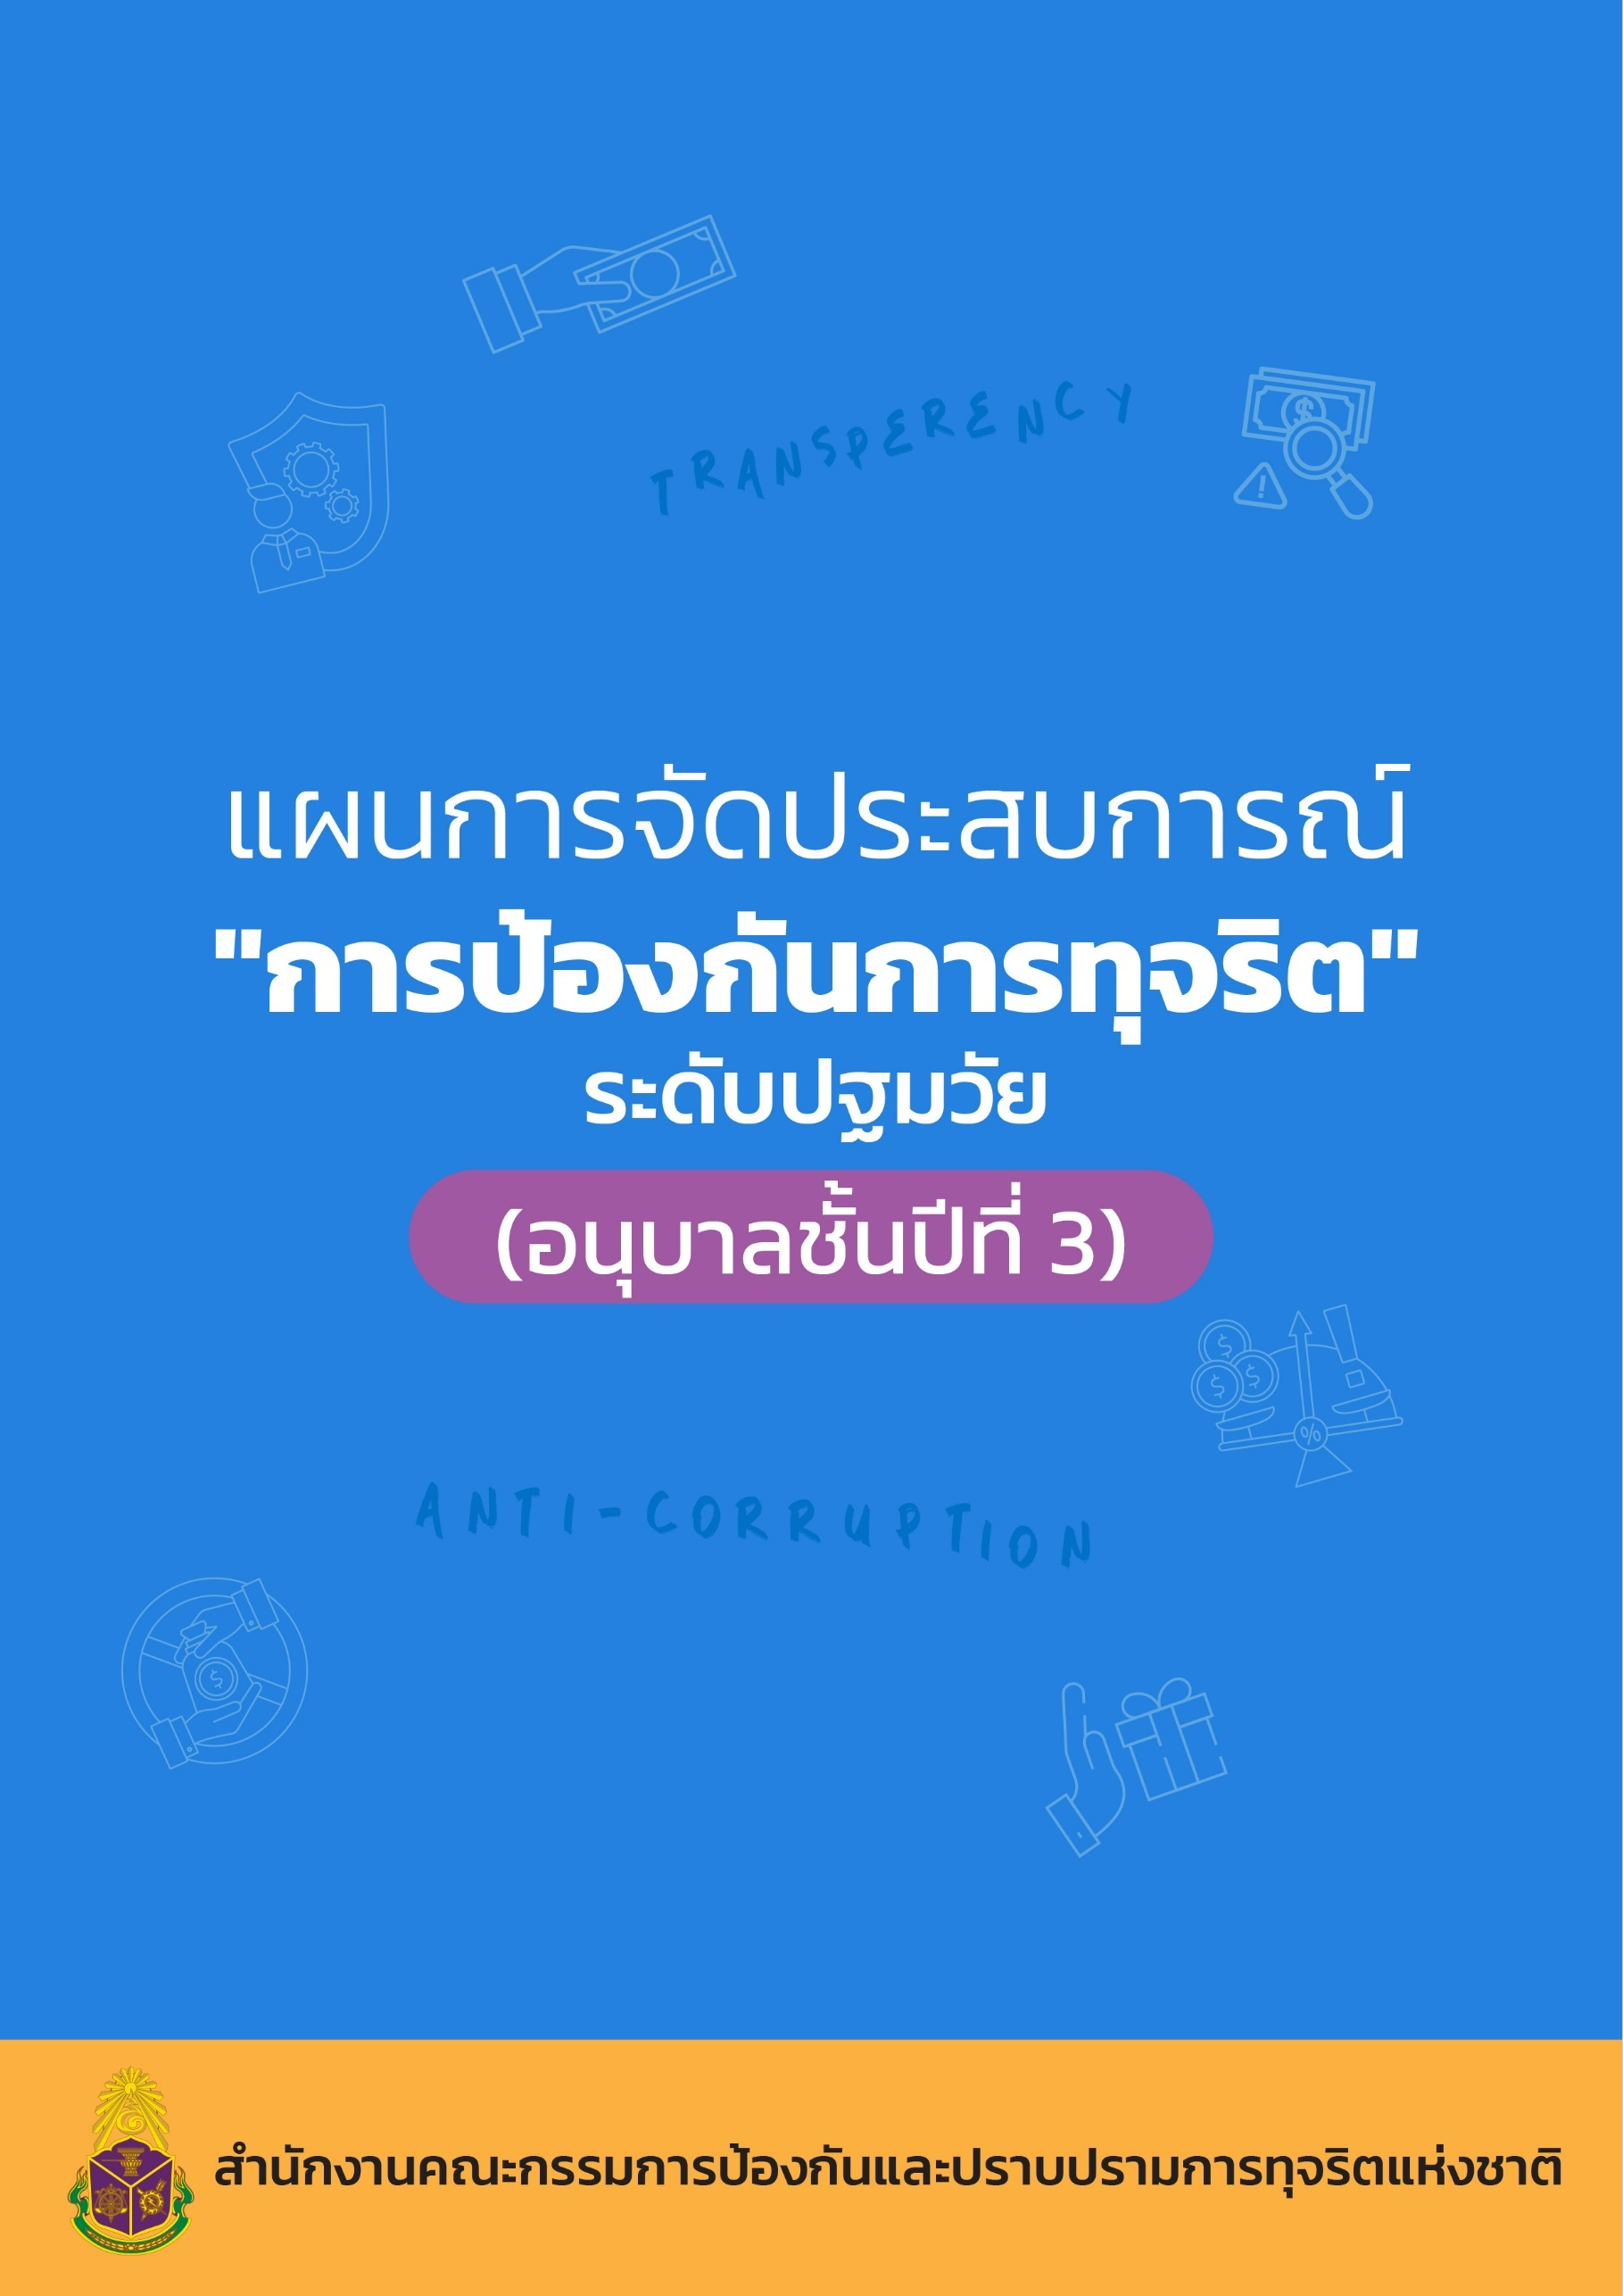 TRANSPERENCY
แผนการจัดประสบการณ์
"การป้องกันการทุจริต"
ระดับปฐมวัย
(อนุบาลชั้นปีที่ 3)
ANTI-CORRUPTION
สำนักงานคณะกรรมการป้องกันและปราบปรามการทุจริตแห่งชาติ